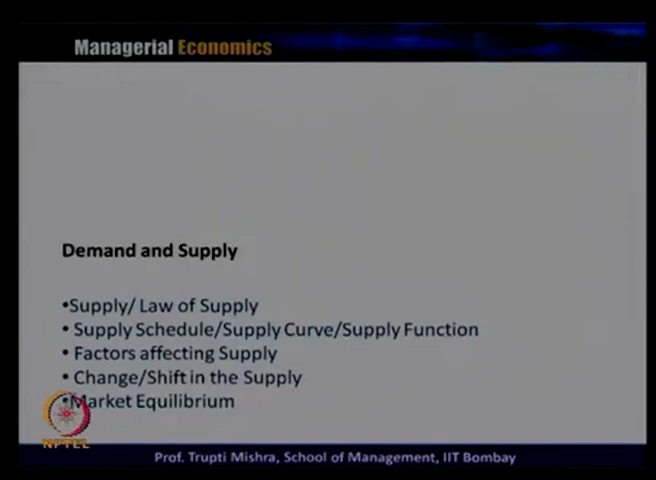 Managerial Economics
Demand and Supply
•Supply/ Law of Supply
• Supply Schedule/Supply Curve/Supply Function
• Factors affecting Supply
• Change/Shift in the Supply
•Market Equilibrium
NPTEL
Prof. Trupti Mishra, School of Management, IIT Bombay